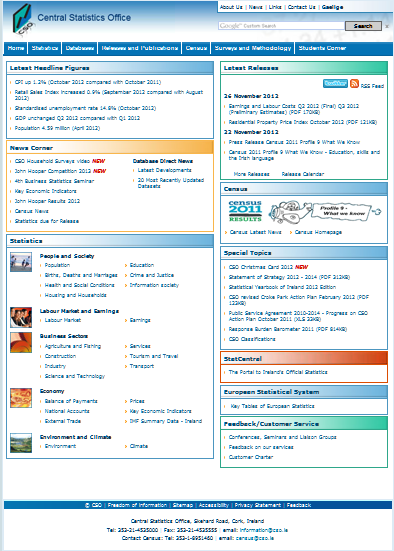 About Us | News | Links | Contact Us | Gaeilge
CSO
Central Statistics Office
Google Custom Search
Search
Home | Statistics | Databases | Releases and Publications | Census | Surveys and Methodology | Students Corner
Latest Headline Figures
CPI up 1.2% (October 2012 compared with October 2011)
Retail Sales Index increased 0.9% (September 2012 compared with August 2012)
Standardised unemployment rate 14.8% (October 2012)
GDP unchanged Q2 2012 compared with Q1 2012
Population 4.59 million (April 2012)
News Corner
CSO Household Surveys video NEW
John Hooper Competition 2013 NEW
4th Business Statistics Seminar
Key Economic Indicators
John Hooper Results 2012
Census News
Statistics due for Release
Database Direct News
Latest Developments
20 Most Recently Updated Datasets
Statistics
People and Society
Population
Education
Births, Deaths and Marriages
Crime and Justice
Health and Social Conditions
Information society
Housing and Households
Labour Market and Earnings
Labour Market
Earnings
Business Sectors
Agriculture and Fishing
Services
Construction
Tourism and Travel
Industry
Transport
Science and Technology
Economy
Balance of Payments
Prices
National Accounts
Key Economic Indicators
External Trade
IMF Summary Data - Ireland
Environment and Climate
Environment
Climate
Latest Releases
twitter RSS Feed
26 November 2012
Earnings and Labour Costs Q2 2012 (Final) Q3 2012 (Preliminary Estimates) (PDF 170KB)
Residential Property Price Index October 2012 (PDF 131KB)
22 November 2012
Press Release Census 2011 Profile 9 What We Know
Census 2011 Profile 9 What We Know - Education, skills and the Irish language
More Releases
Release Calendar
Census
census 2011 RESULTS
Profile 9 - What we know
Census Latest News
Census Homepage
Special Topics
CSO Christmas Card 2012 NEW
Statement of Strategy 2012 - 2014 (PDF 312KB)
Statistical Yearbook of Ireland 2012 Edition
CSO revised Croke Park Action Plan February 2012 (PDF 123KB)
Public Service Agreement 2010-2014 - Progress on CSO Action Plan October 2011 (XLS 33KB)
Response Burden Barometer 2011 (PDF 814KB)
CSO Classifications
StatCentral
The Portal to Ireland's Official Statistics
European Statistical System
Key Tables of European Statistics
Feedback/Customer Service
Conferences, Seminars and Liaison Groups
Feedback on our services
Customer Charter
© CSO | Freedom of Information | Sitemap | Accessibility | Privacy Statement | Feedback
Central Statistics Office, Skehard Road, Cork, Ireland
Tel: 353-21-4535000 | Fax: 353-21-4535555 | email: information@cso.ie
Contact Census: Tel: 353-1-8951460 | email: census@cso.ie